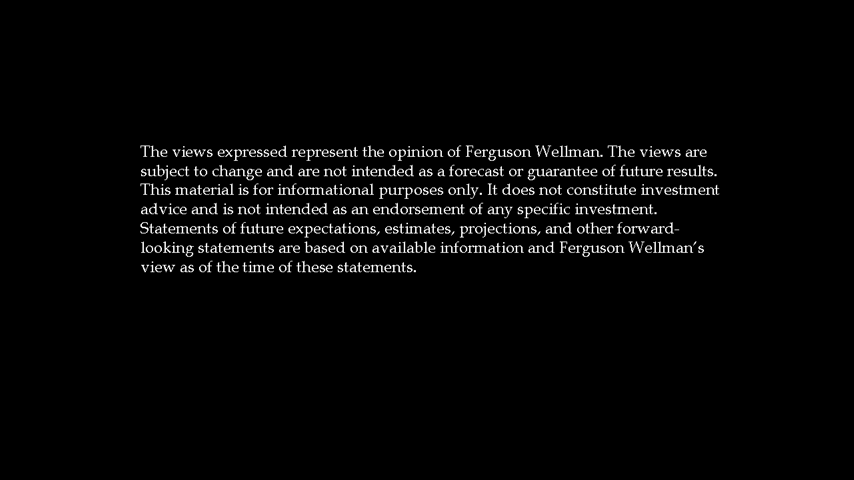 The views expressed represent the opinion of Ferguson Wellman. The views are
subject to change and are not intended as a forecast or guarantee of future results.
This material is for informational purposes only. It does not constitute investment
advice and is not intended as an endorsement of any specific investment.
Statements of future expectations, estimates, projections, and other forward-
looking statements are based on available information and Ferguson Wellman’s
view as of the time of these statements.